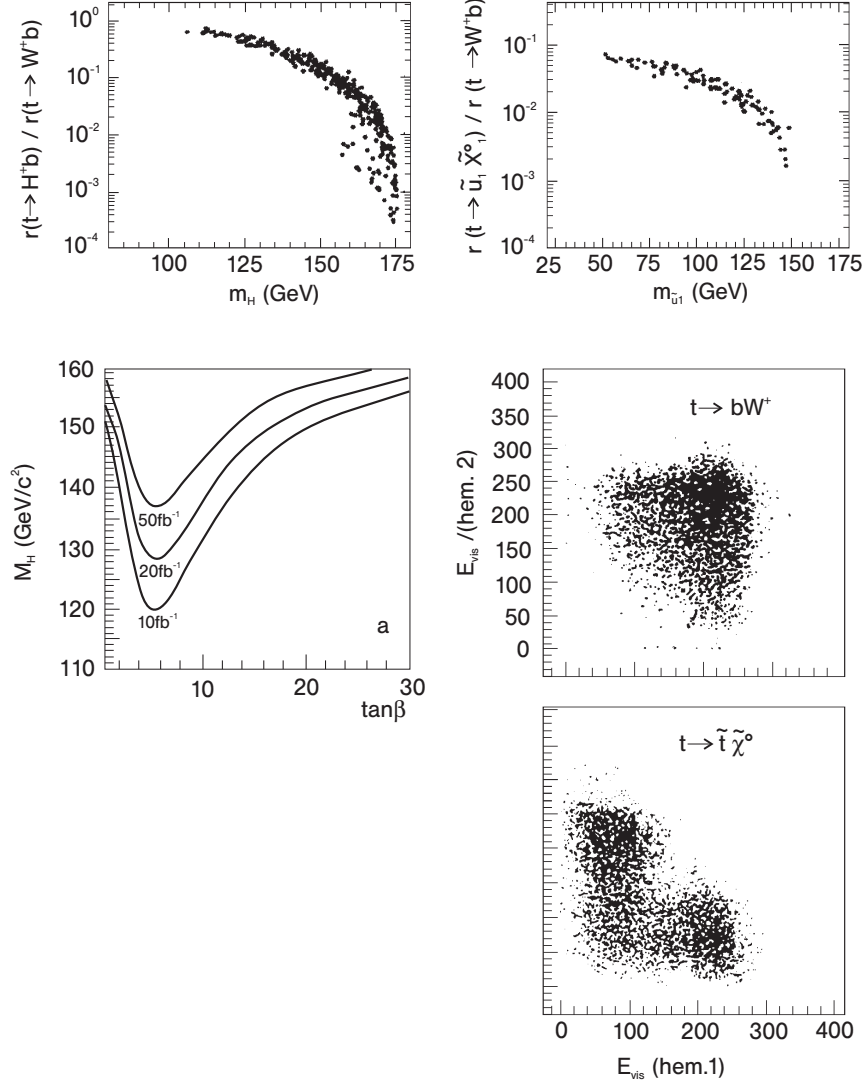 r(t→H⁺b) / r(t→ W⁺b)
10⁰
10⁻¹
10⁻²
10⁻³
10⁻⁴
100 125 150 175
m_H (GeV)
r (t→ũ₁ χ̃°₁) / r (t→W⁺b)
10⁻¹
10⁻²
10⁻³
10⁻⁴
25 50 75 100 125 150 175
m_ũ1 (GeV)
M_H (GeV/c²)
160
150
140
130
120
110
50fb⁻¹
20fb⁻¹
10fb⁻¹
a
10 20 30
tanβ
E_vis /(hem. 2)
400
350
300
250
200
150
100
50
0
t→ bW⁺
t→ t̃ χ̃°
0 100 200 300 400
E_vis (hem.1)